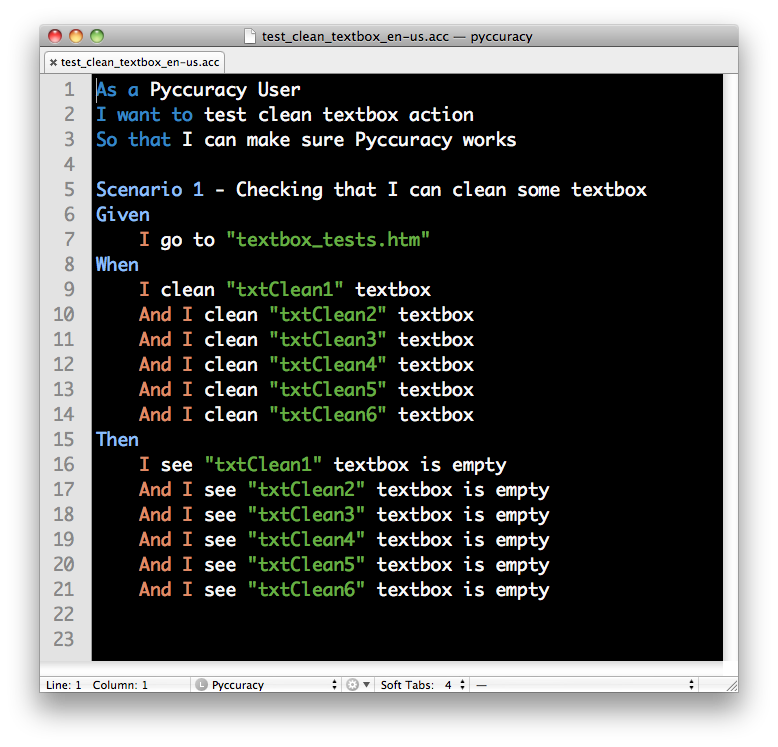 test_clean_textbox_en-us.acc — pyccuracy
test_clean_textbox_en-us.acc
1 As a Pyccuracy User
2 I want to test clean textbox action
3 So that I can make sure Pyccuracy works
4
5 Scenario 1 - Checking that I can clean some textbox
6 Given
7 I go to "textbox_tests.htm"
8 When
9 I clean "txtClean1" textbox
10 And I clean "txtClean2" textbox
11 And I clean "txtClean3" textbox
12 And I clean "txtClean4" textbox
13 And I clean "txtClean5" textbox
14 And I clean "txtClean6" textbox
15 Then
16 I see "txtClean1" textbox is empty
17 And I see "txtClean2" textbox is empty
18 And I see "txtClean3" textbox is empty
19 And I see "txtClean4" textbox is empty
20 And I see "txtClean5" textbox is empty
21 And I see "txtClean6" textbox is empty
22
23
Line: 1 Column: 1 L Pyccuracy Soft Tabs: 4 —